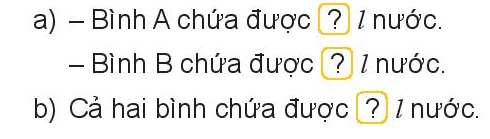 a) – Bình A chứa được ? l nước.
– Bình B chứa được ? l nước.
b) Cả hai bình chứa được ? l nước.